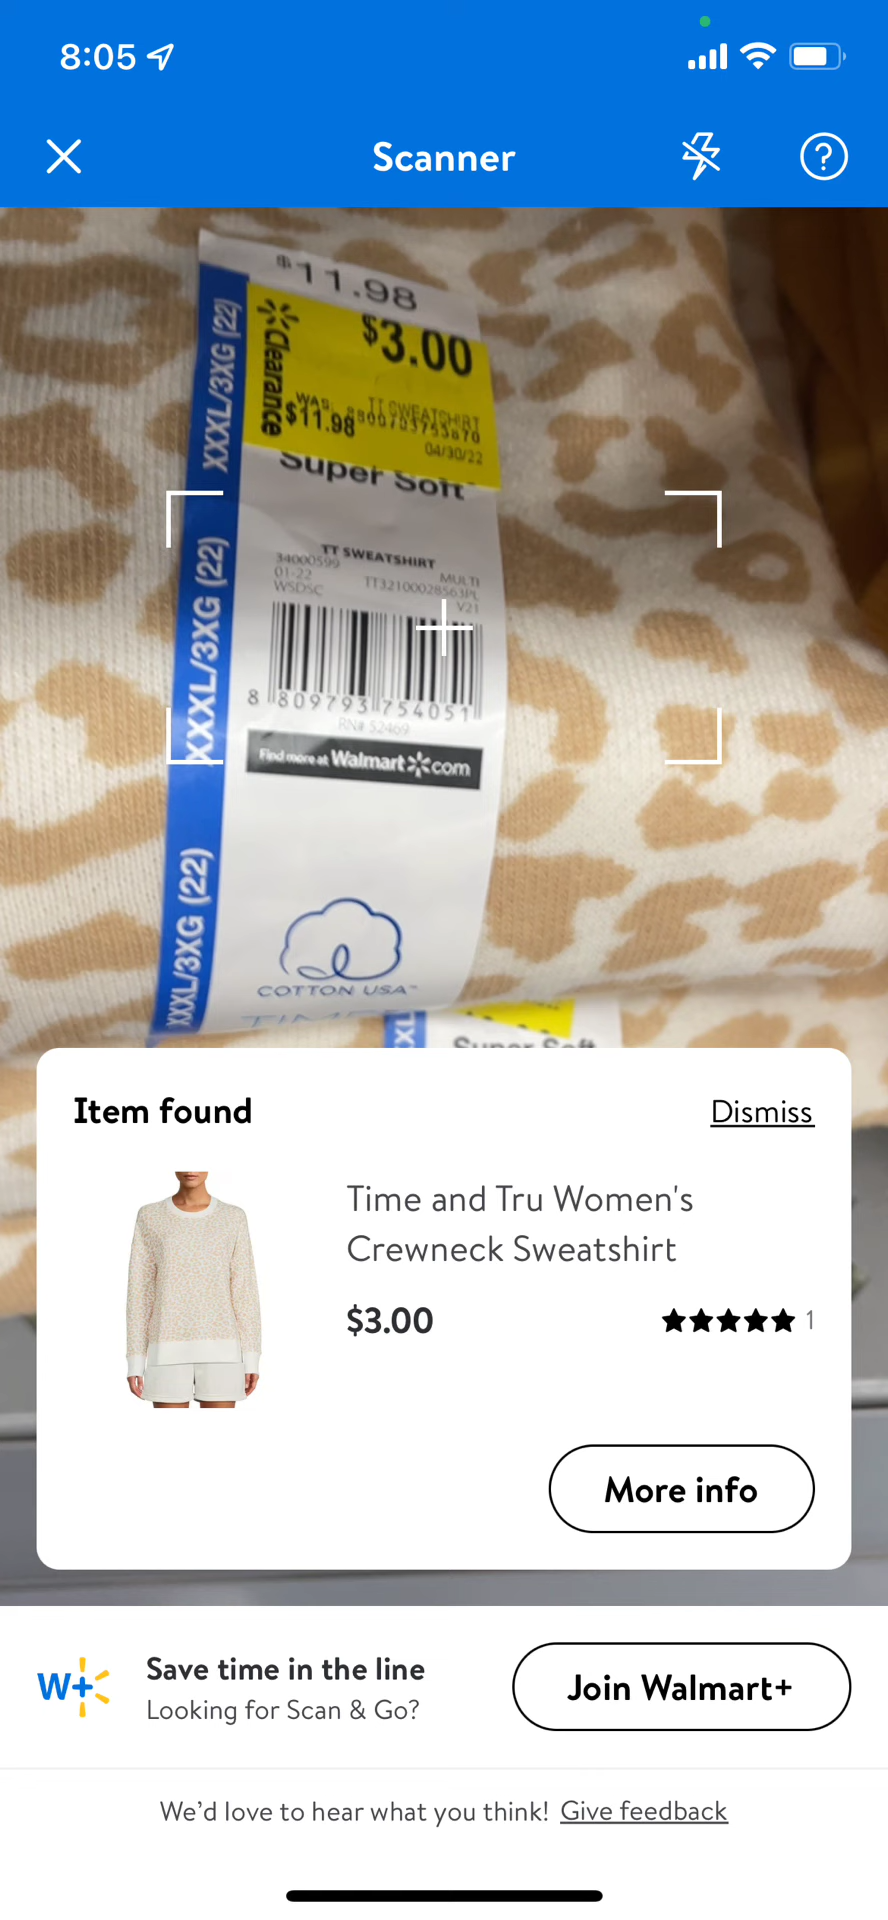 8:05
Scanner
$11.98
$3.00
Clearance
WAS:
$11.98
TT SWEATSHIRT
04/30/22
Super Soft
XXXL/3XG (22)
XXXL/3XG (22)
XXXL/3XG (22)
TT SWEATSHIRT
34000599
MULTI
01-22
TT32100028563PL
WSDSC
V21
8 809793 754051
RN# 52469
Find more at Walmart.com
COTTON USA™
XL
Super Soft
Item found
Dismiss
Time and Tru Women's
Crewneck Sweatshirt
$3.00
1
More info
W+
Save time in the line
Looking for Scan & Go?
Join Walmart+
We'd love to hear what you think! Give feedback